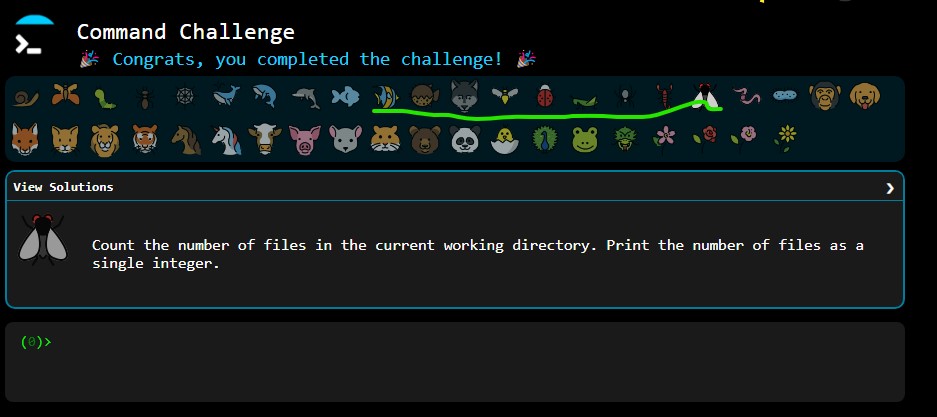 Command Challenge
🎉 Congrats, you completed the challenge! 🎉
View Solutions ❯
Count the number of files in the current working directory. Print the number of files as a
single integer.
(0)>